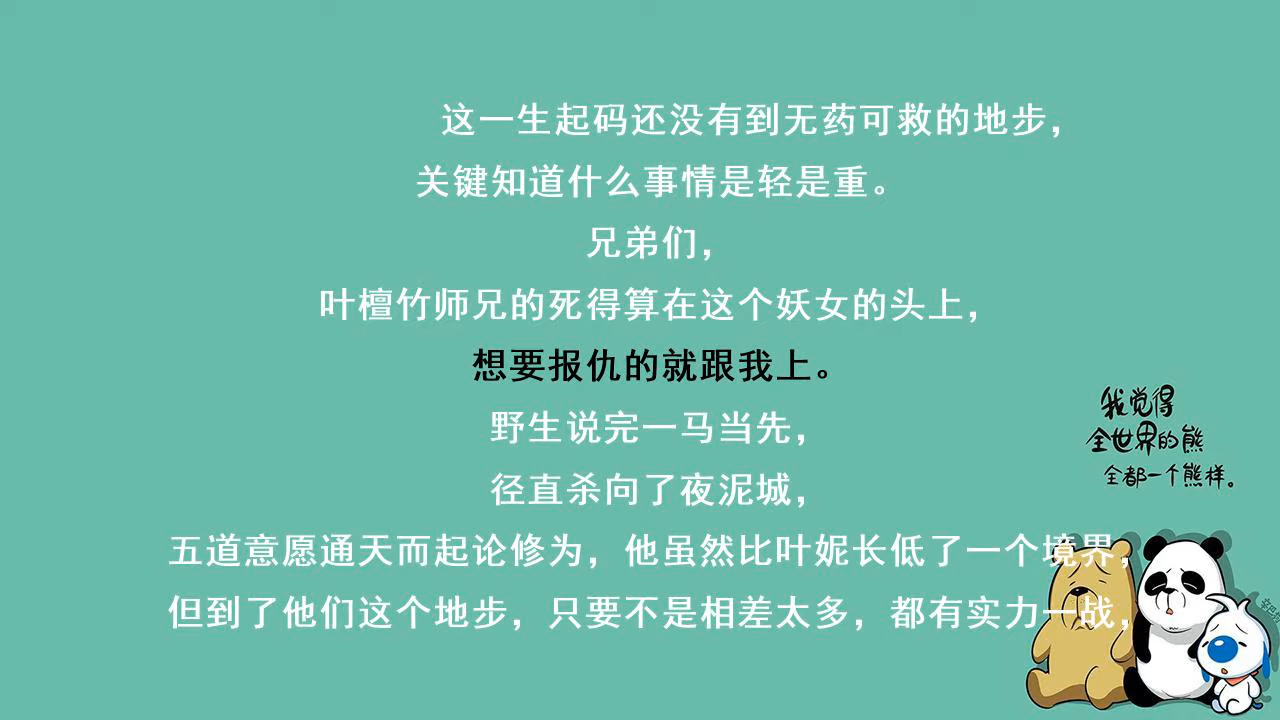 这一生起码还没有到无药可救的地步，
关键知道什么事情是轻是重。
兄弟们，
叶檀竹师兄的死得算在这个妖女的头上，
想要报仇的就跟我上。
野生说完一马当先，
径直杀向了夜泥城，
五道意愿通天而起论修为，他虽然比叶妮长低了一个境界，
但到了他们这个地步，只要不是相差太多，都有实力一战，
我觉得
全世界的熊
全都一个熊样。